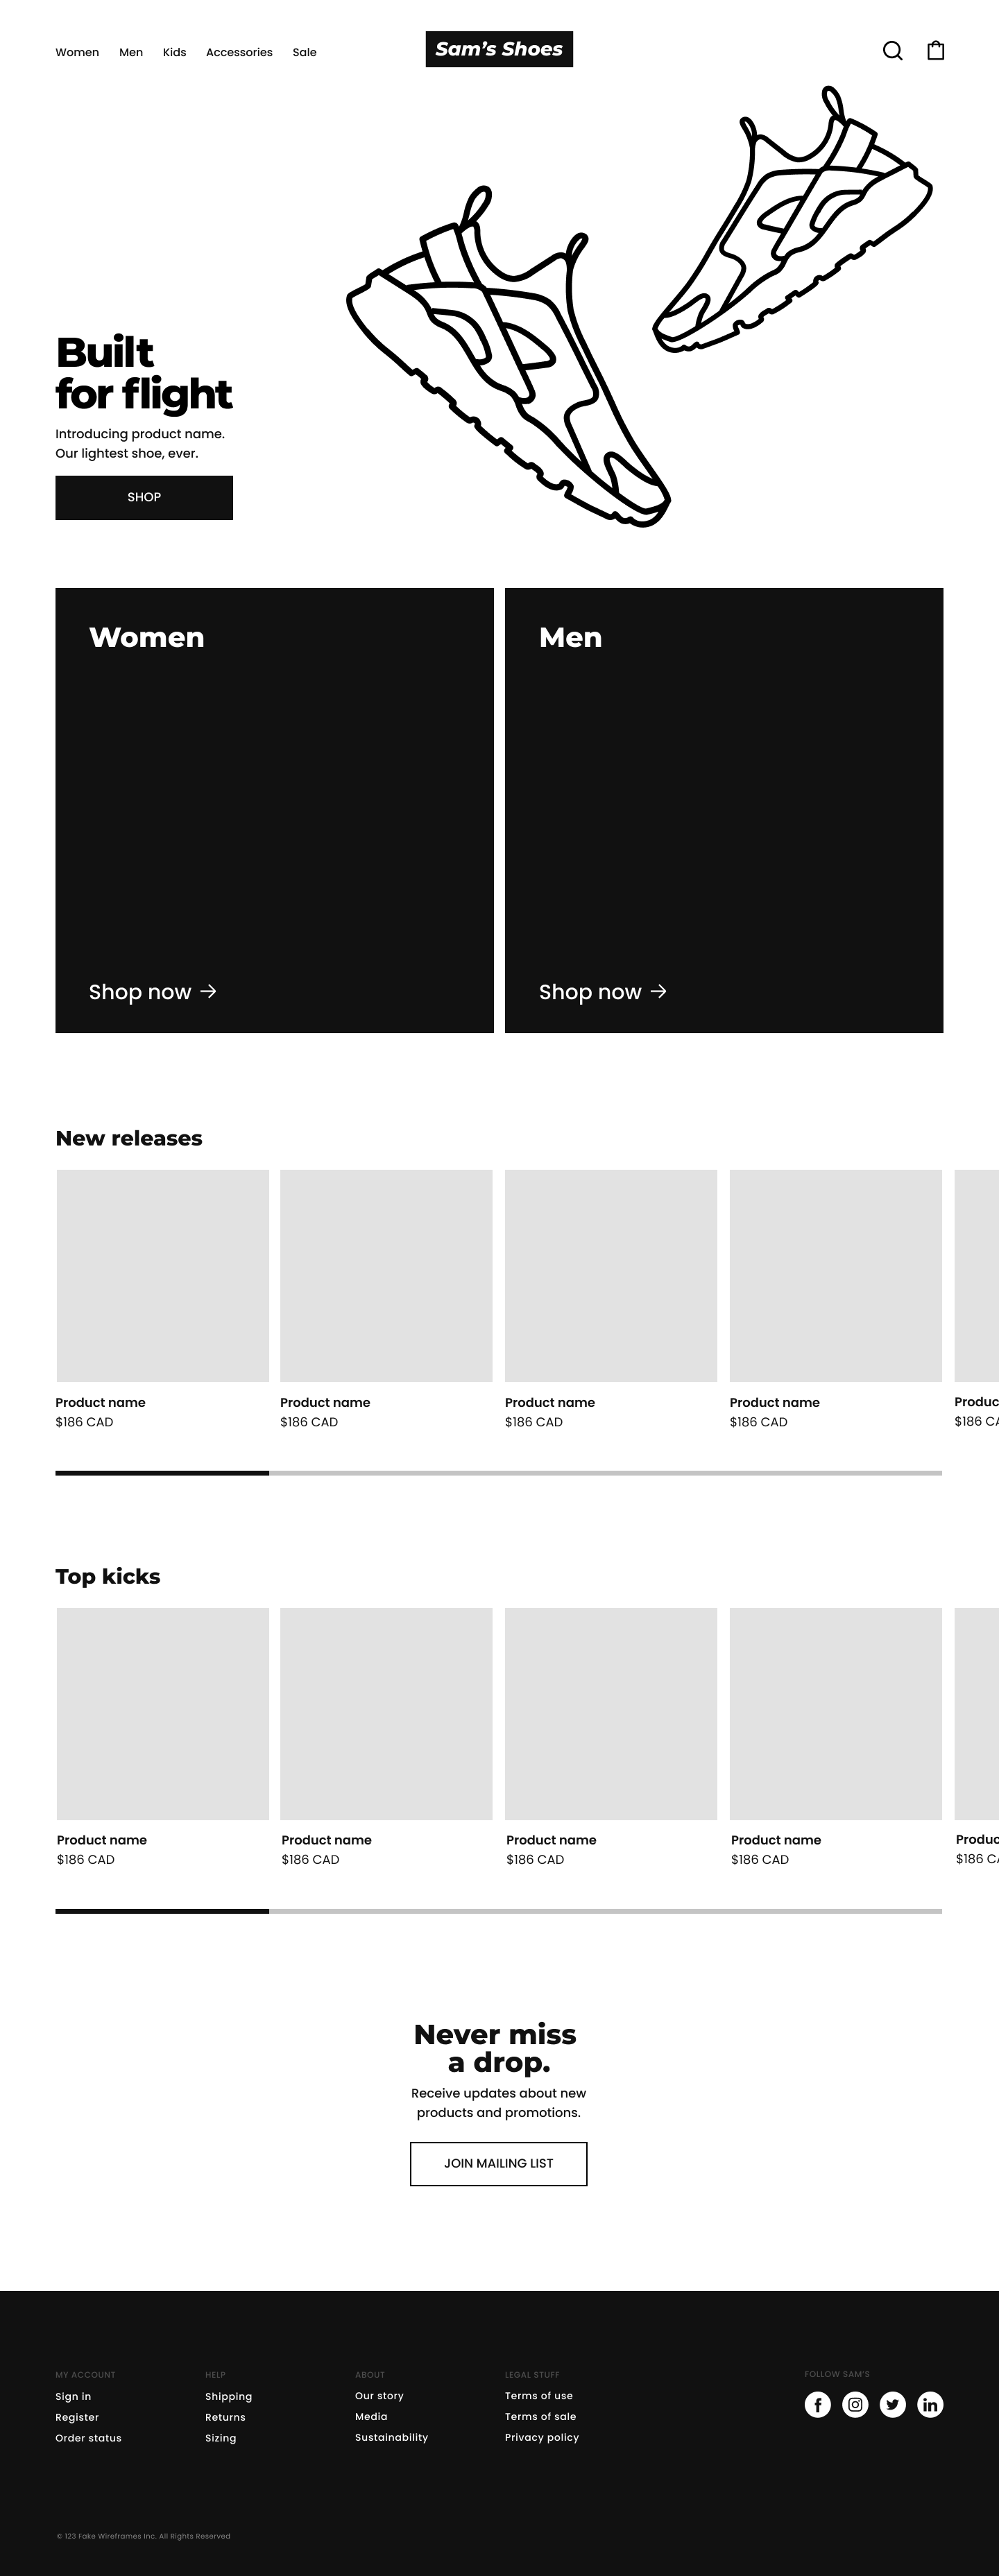 Women Men Kids Accessories Sale
Sam's Shoes
Built
for flight
Introducing product name.
Our lightest shoe, ever.
SHOP
Women
Shop now →
Men
Shop now →
New releases
Product name
$186 CAD
Product name
$186 CAD
Product name
$186 CAD
Product name
$186 CAD
Produc
$186 CA
Top kicks
Product name
$186 CAD
Product name
$186 CAD
Product name
$186 CAD
Product name
$186 CAD
Produc
$186 CA
Never miss
a drop.
Receive updates about new
products and promotions.
JOIN MAILING LIST
MY ACCOUNT
Sign in
Register
Order status
HELP
Shipping
Returns
Sizing
ABOUT
Our story
Media
Sustainability
LEGAL STUFF
Terms of use
Terms of sale
Privacy policy
FOLLOW SAM'S
f
in
© 123 Fake Wireframes Inc. All Rights Reserved